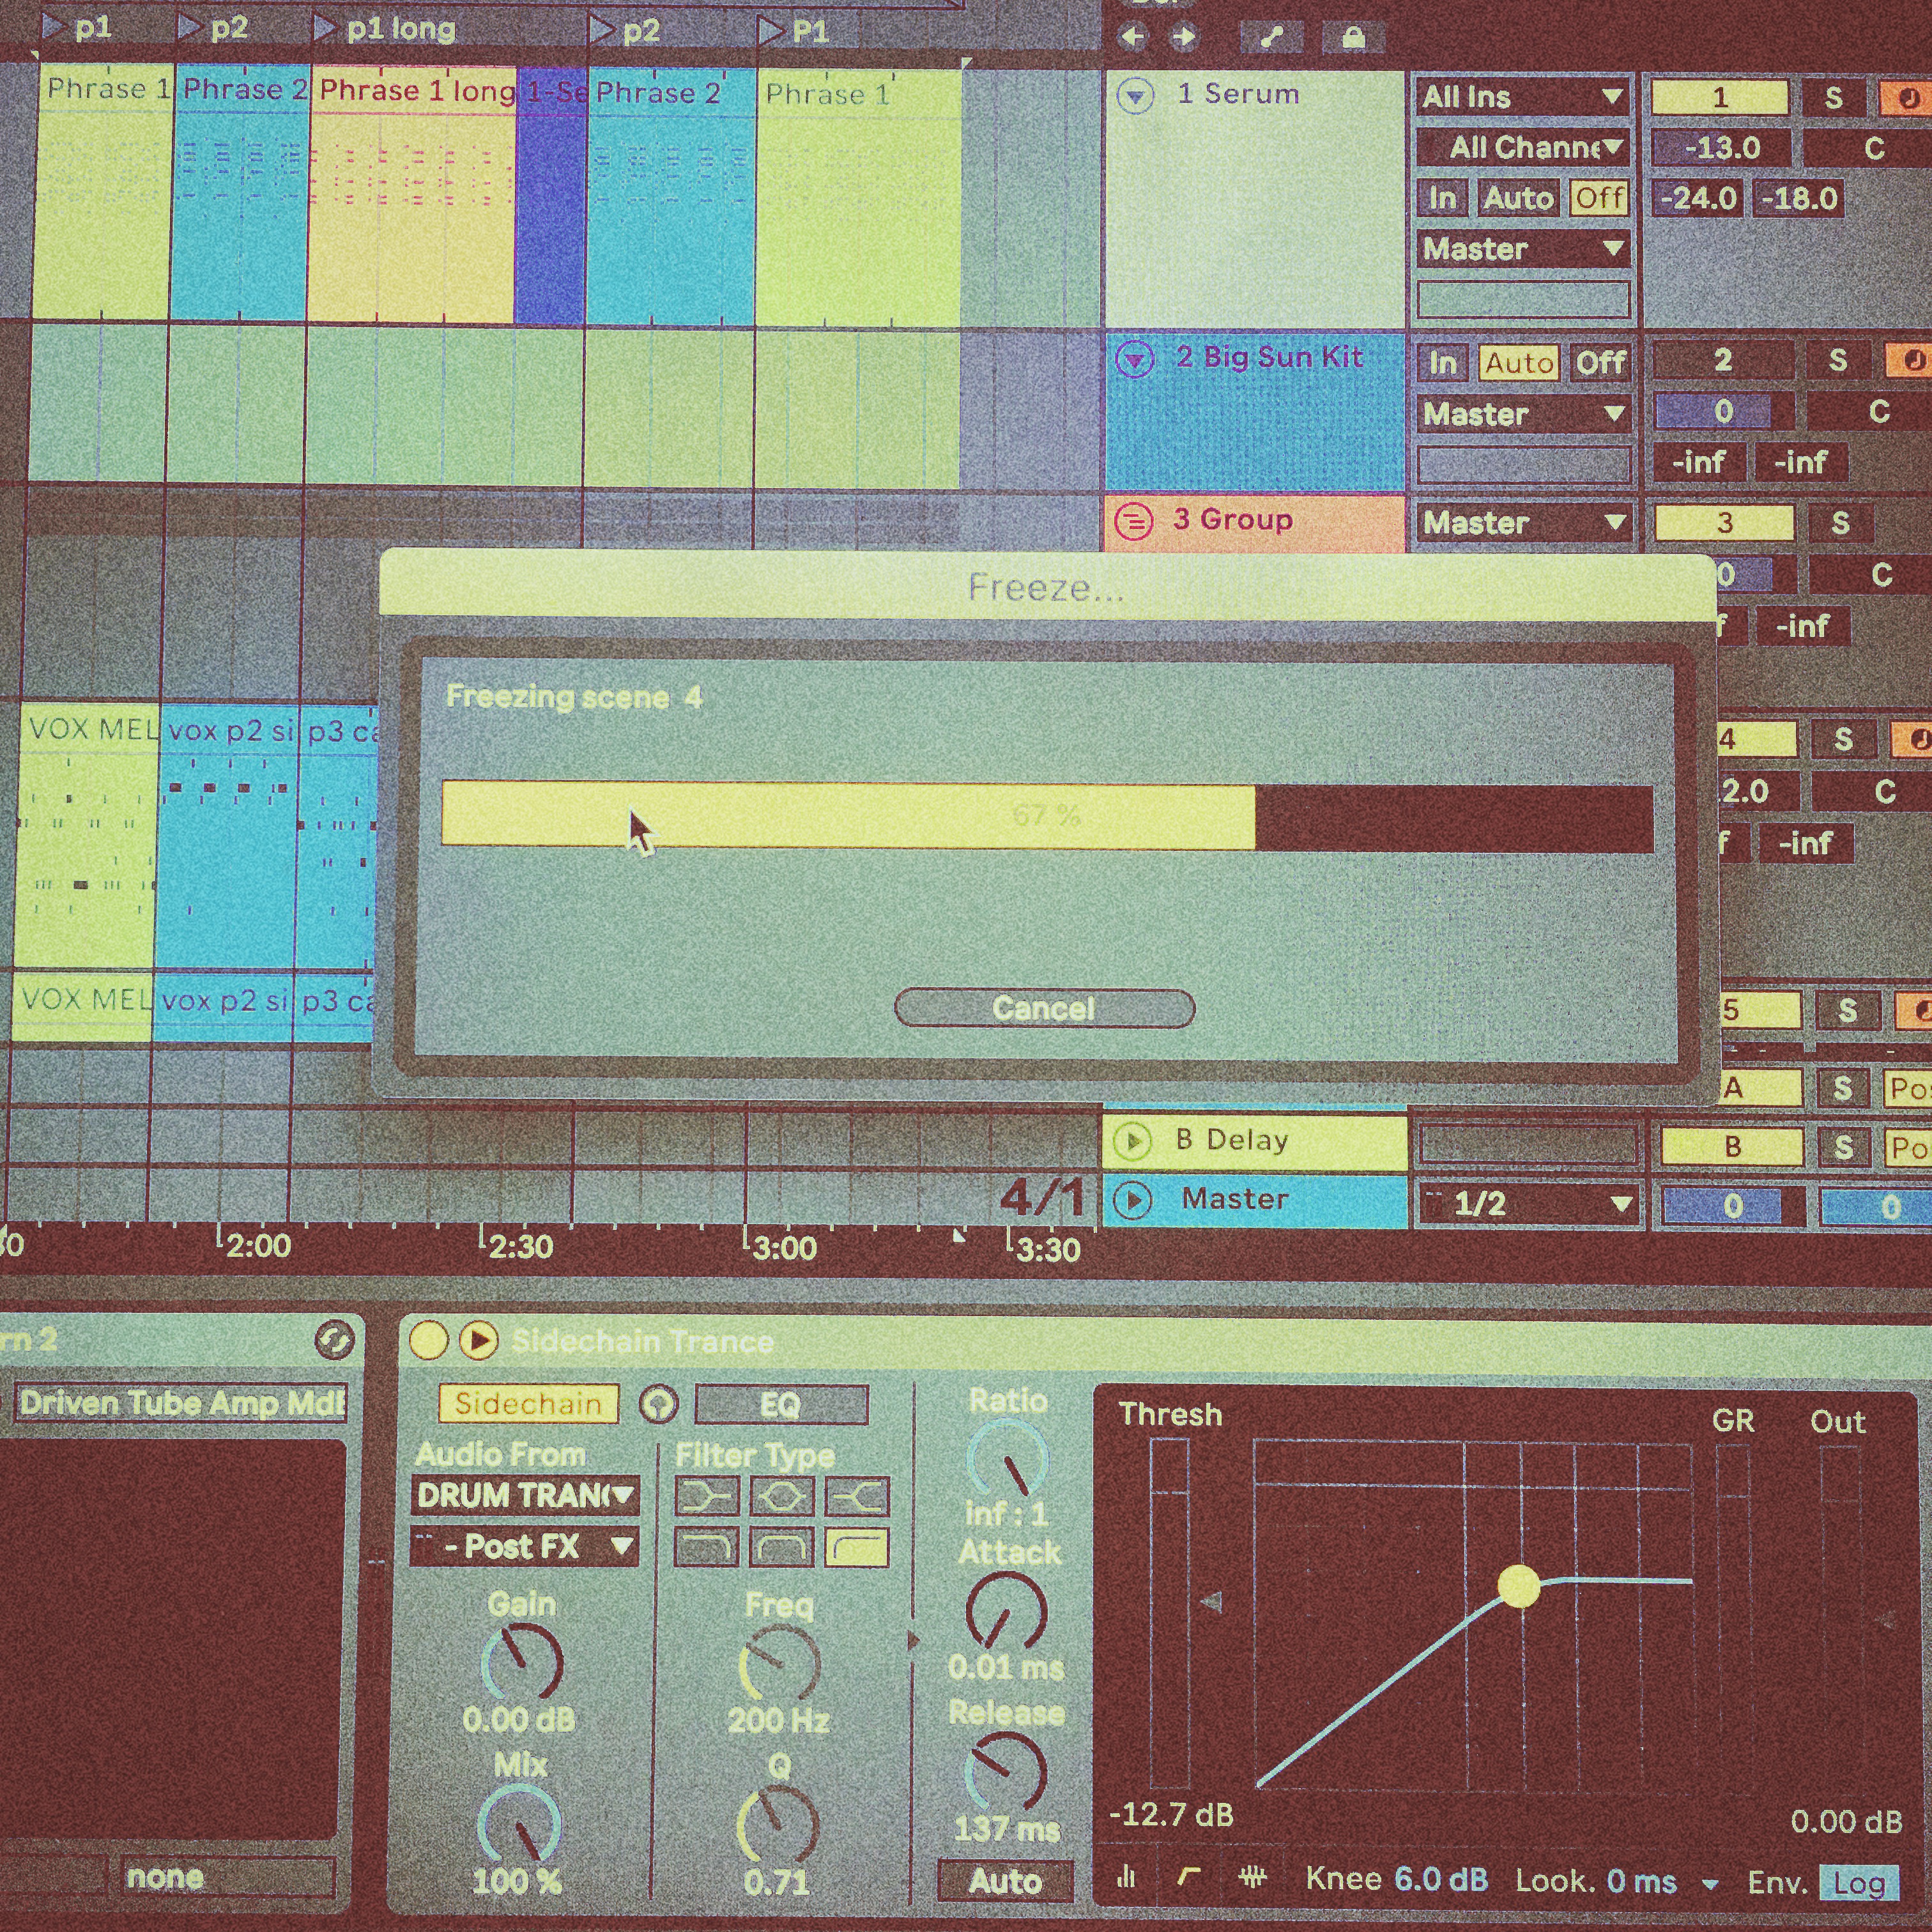 p1 p2 p1 long p2 P1
Phrase 1 Phrase 2 Phrase 1 long 1-Se Phrase 2 Phrase 1
1 Serum
All Ins
All Channe
In Auto Off
Master
1 S
-13.0 C
-24.0 -18.0
2 Big Sun Kit
In Auto Off
Master
2 S
0 C
-inf -inf
3 Group
Master
3 S
0 C
f -inf
Freeze...
Freezing scene 4
67 %
Cancel
VOX MEL vox p2 si p3 ca
4 S
2.0 C
f -inf
VOX MEL vox p2 si p3 ca
5 S
A S Pos
B Delay
B S Po
4/1
Master
1/2
0 0
30 2:00 2:30 3:00 3:30
rn 2
Driven Tube Amp Mdl
none
Sidechain Trance
Sidechain EQ
Audio From
DRUM TRAN(
- Post FX
Gain
0.00 dB
Mix
100 %
Filter Type
Freq
200 Hz
Q
0.71
Ratio
inf : 1
Attack
0.01 ms
Release
137 ms
Auto
Thresh GR Out
-12.7 dB 0.00 dB
Knee 6.0 dB Look. 0 ms Env. Log